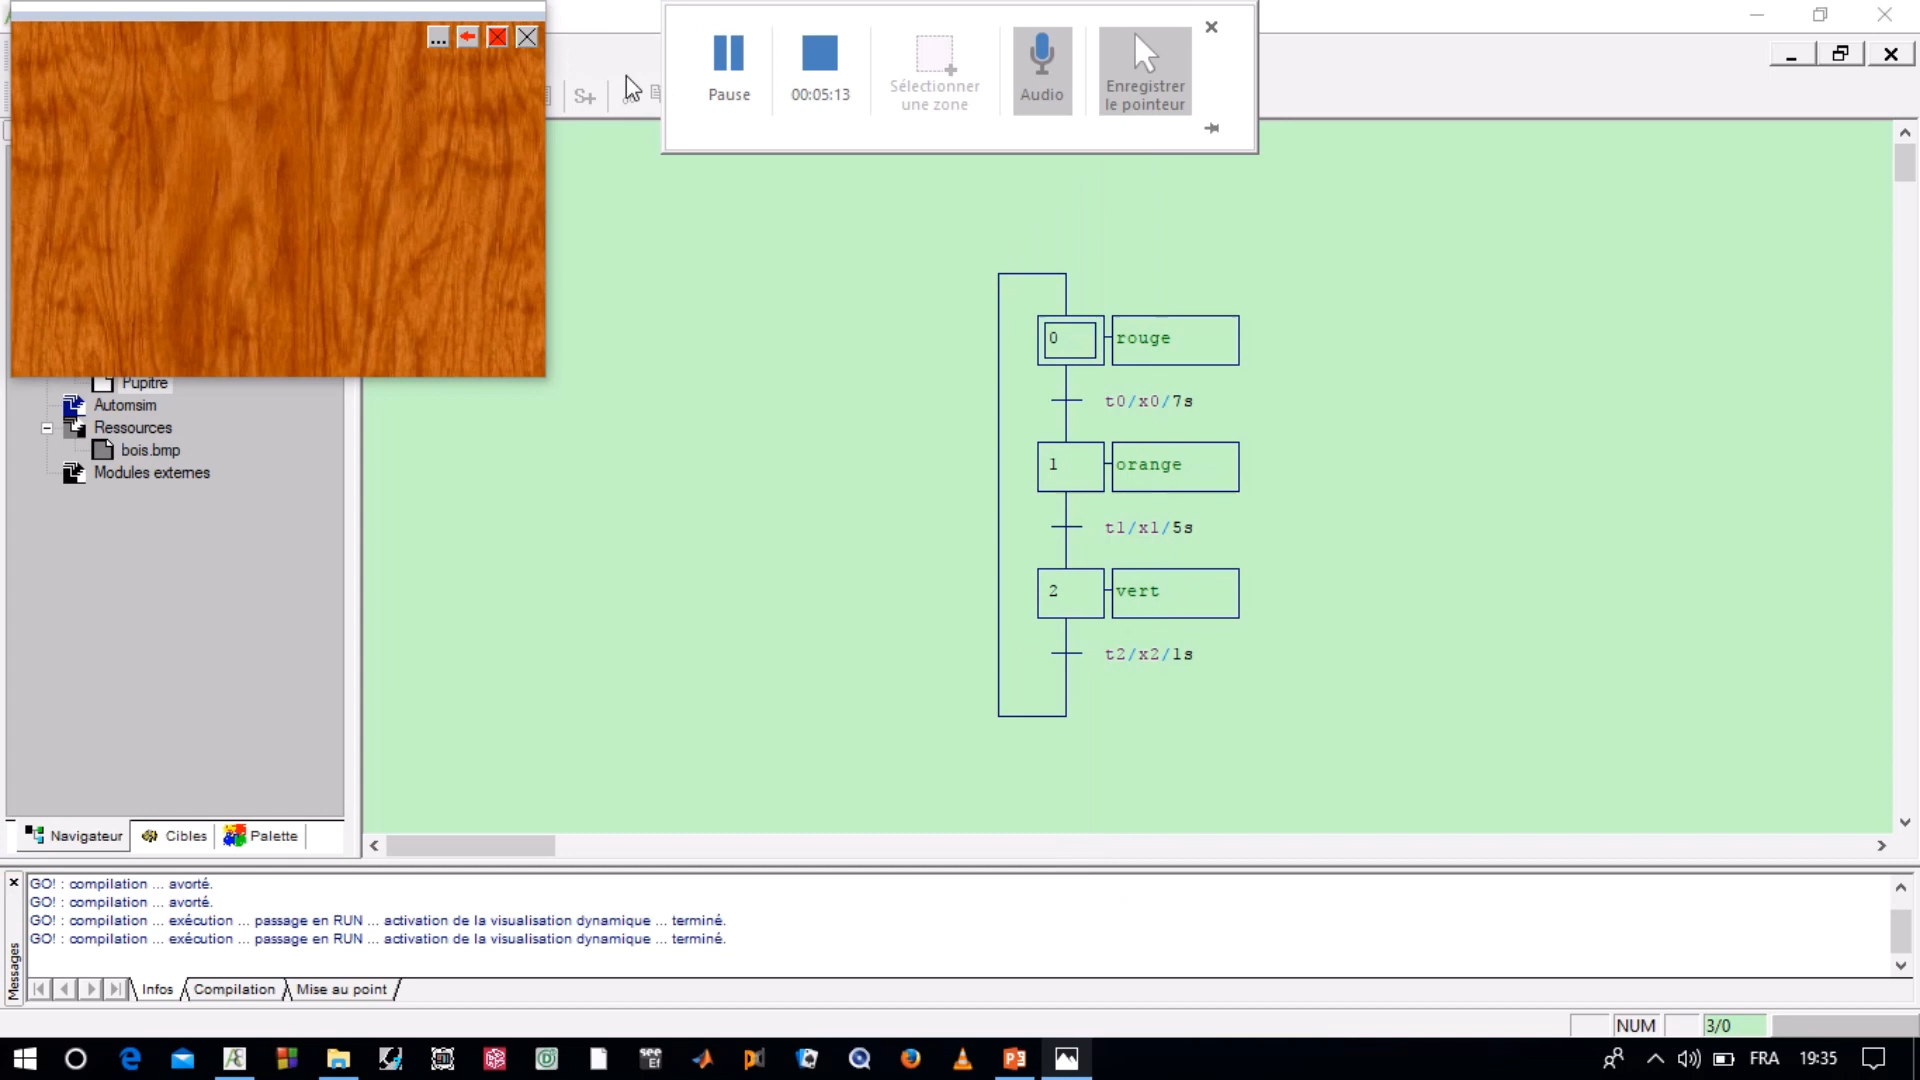 ...
Pause
00:05:13
Sélectionner
une zone
Audio
Enregistrer
le pointeur
S+
0
rouge
t0/x0/7s
1
orange
t1/x1/5s
2
vert
t2/x2/1s
Pupitre
Automsim
Ressources
bois.bmp
Modules externes
Navigateur
Cibles
Palette
GO! : compilation ... avorté.
GO! : compilation ... avorté.
GO! : compilation ... exécution ... passage en RUN ... activation de la visualisation dynamique ... terminé.
GO! : compilation ... exécution ... passage en RUN ... activation de la visualisation dynamique ... terminé.
Messages
Infos
Compilation
Mise au point
NUM
3/0
see
Ef
FRA
19:35